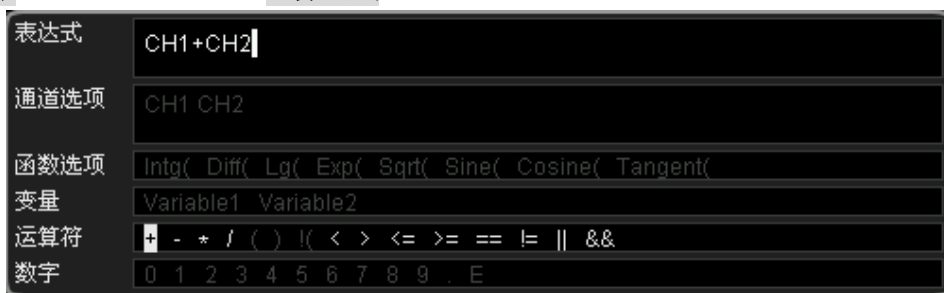 表达式 CH1+CH2
通道选项 CH1 CH2
函数选项 Intg( Diff( Lg( Exp( Sqrt( Sine( Cosine( Tangent(
变量 Variable1 Variable2
运算符 + - * / ( ) !( < > <= >= == != || &&
数字 0 1 2 3 4 5 6 7 8 9 . E